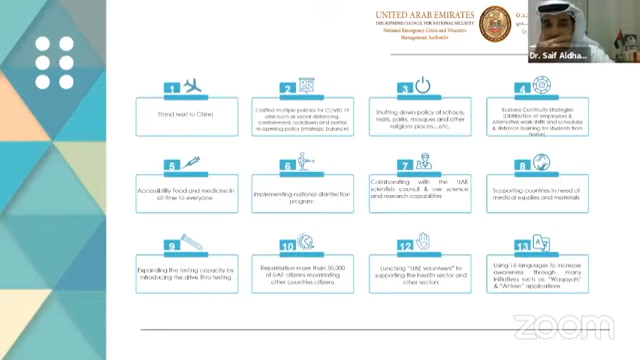 UNITED ARAB EMIRATES
THE SUPREME COUNCIL FOR NATIONAL SECURITY
National Emergency Crisis and Disasters
Management Authority
Dr. Saif Aldha...
1
Stand next to China
2
Crafted multiple policies for COVID 19
crisis such as social distancing,
containment, lockdown and partial
re-opening policy (strategic balance)
3
Shutting down policy of schools,
malls, parks, mosques and other
religions places....etc.
4
Business Continuity Strategies
(Distribution of employees &
Alternative work shifts and schedules
& distance learning for students from
home)
5
Accessibility Food and medicine in
all time to everyone
6
Implementing national disinfection
program
7
Collaborating with the UAE
scientism council & use science
and research capabilities
8
Supporting countries in need of
medical supplies and materials
9
Expanding the testing capacity by
introducing the drive thru testing
10
Repatriation more than 50,000
of UAE citizens repatriating
other countries citizens.
12
Lunching "UAE volunteers" to
supporting the health sector and
other sectors
13
Using 16 languages to increase
awareness through many
initiatives such as "Waqayah"
& "Al-Hosn" applications.
zoom